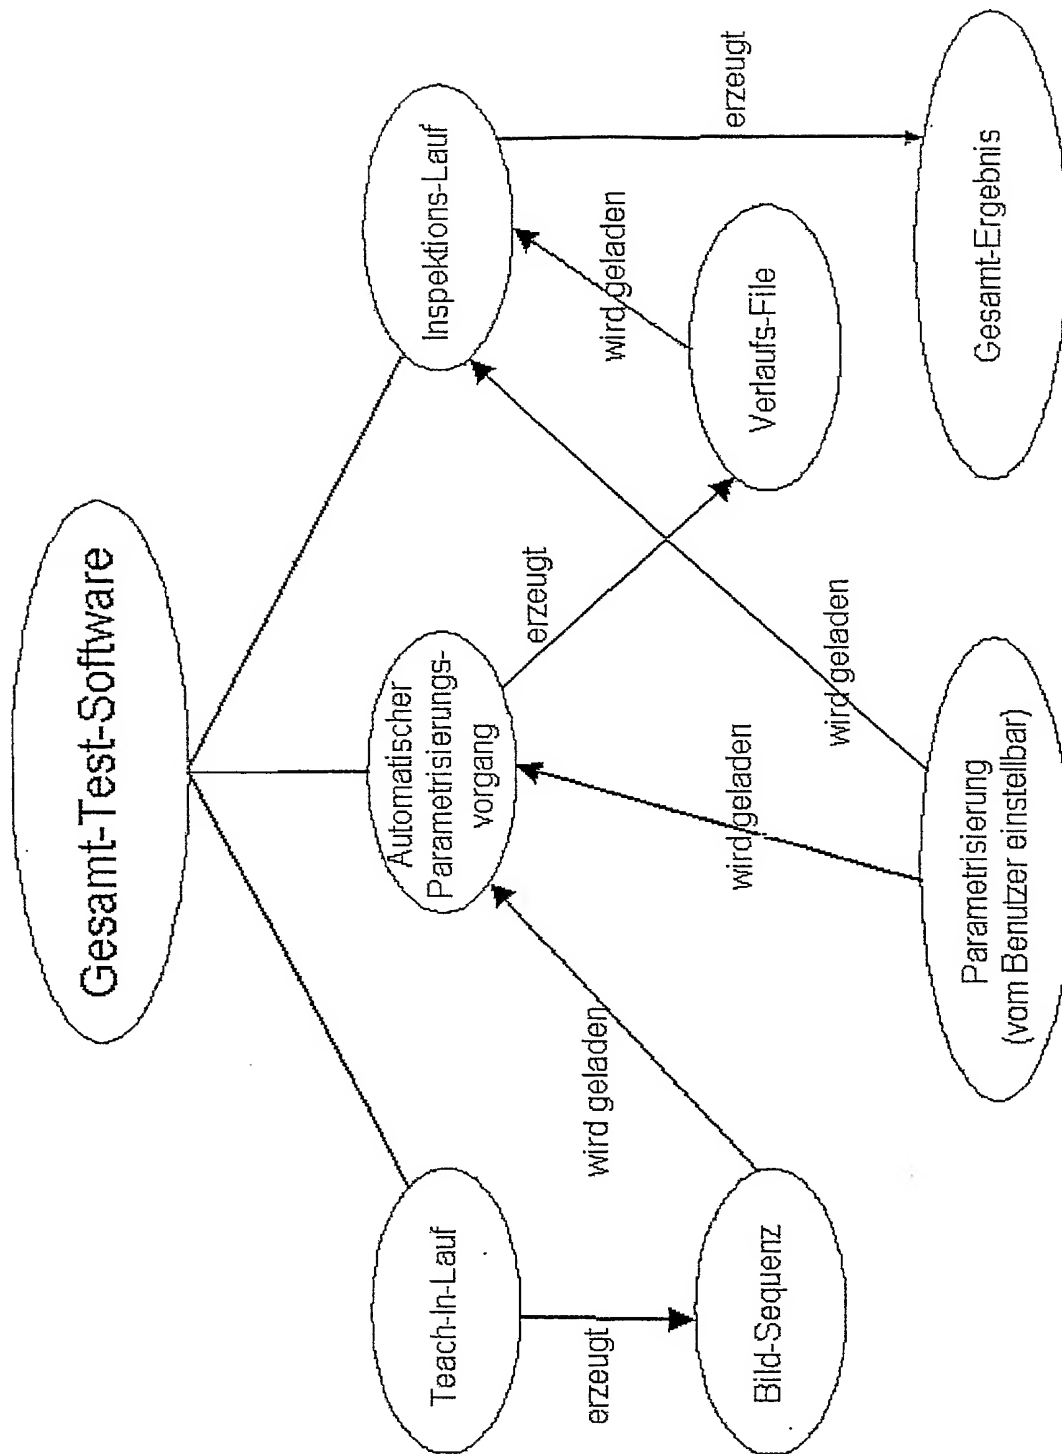 Gesamt-Test-Software
Teach-In-Lauf
Automatischer
Parametrisierungs-
vorgang
Inspektions-Lauf
erzeugt
wird geladen
erzeugt
wird geladen
erzeugt
Bild-Sequenz
wird geladen
wird geladen
Verlaufs-File
Parametrisierung
(vom Benutzer einstellbar)
Gesamt-Ergebnis